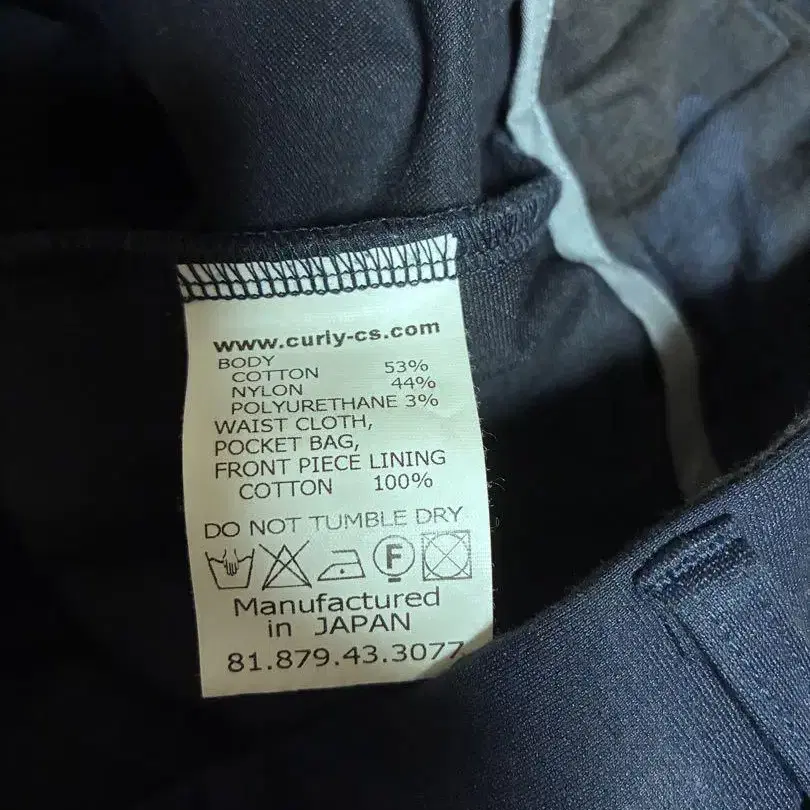 www.curly-cs.com
BODY
COTTON 53%
NYLON 44%
POLYURETHANE 3%
WAIST CLOTH,
POCKET BAG,
FRONT PIECE LINING
COTTON 100%
DO NOT TUMBLE DRY
F
Manufactured
in JAPAN
81.879.43.3077